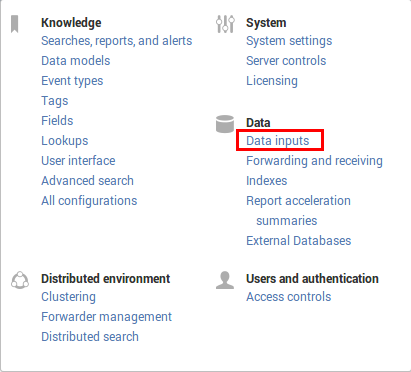 Knowledge
Searches, reports, and alerts
Data models
Event types
Tags
Fields
Lookups
User interface
Advanced search
All configurations
System
System settings
Server controls
Licensing
Data
Data inputs
Forwarding and receiving
Indexes
Report acceleration
summaries
External Databases
Distributed environment
Clustering
Forwarder management
Distributed search
Users and authentication
Access controls